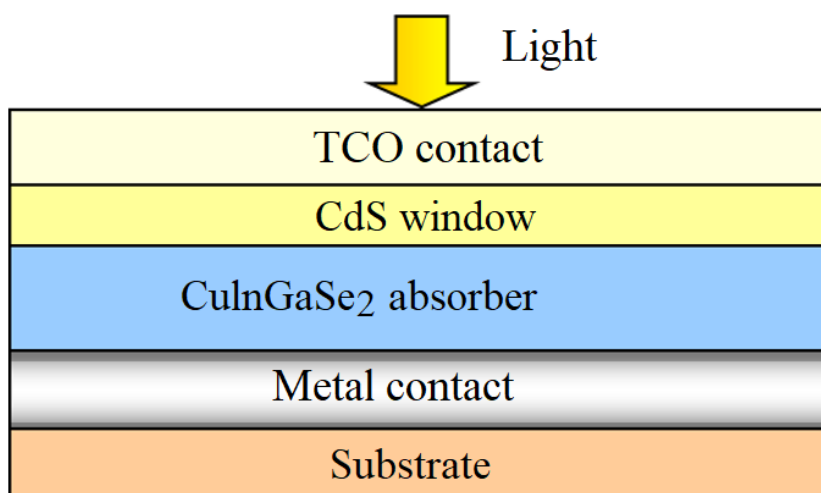 Light
TCO contact
CdS window
CulnGaSe2 absorber
Metal contact
Substrate